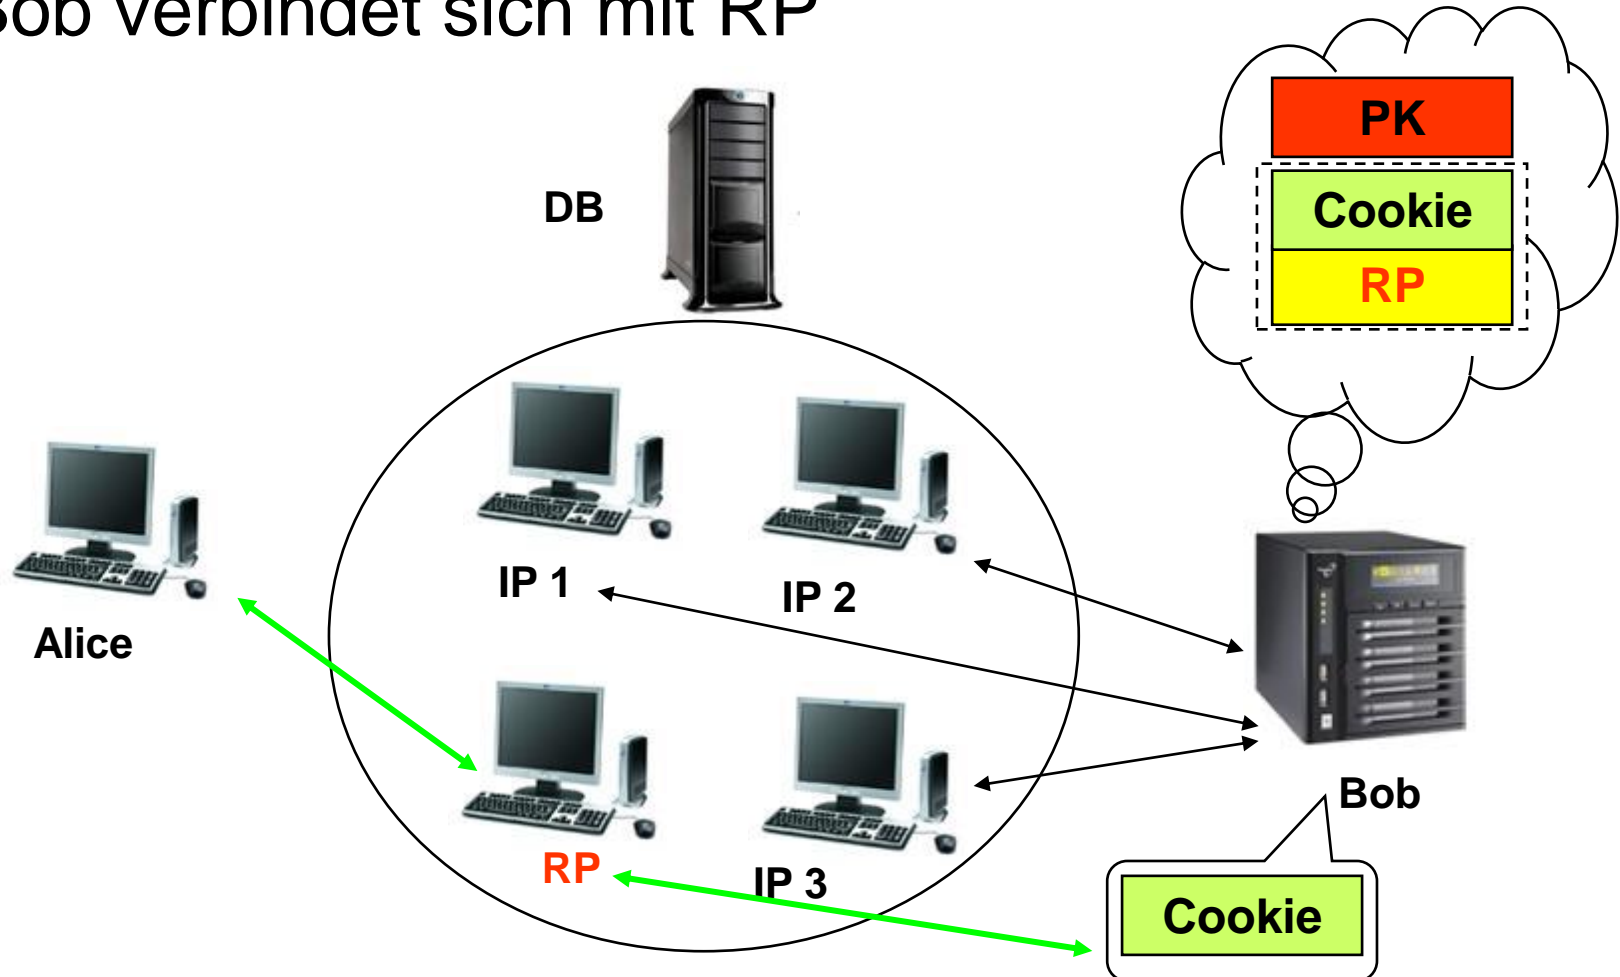 Bob verbindet sich mit RP
PK
DB
Cookie
RP
IP 1
IP 2
Alice
Bob
RP
IP 3
Cookie